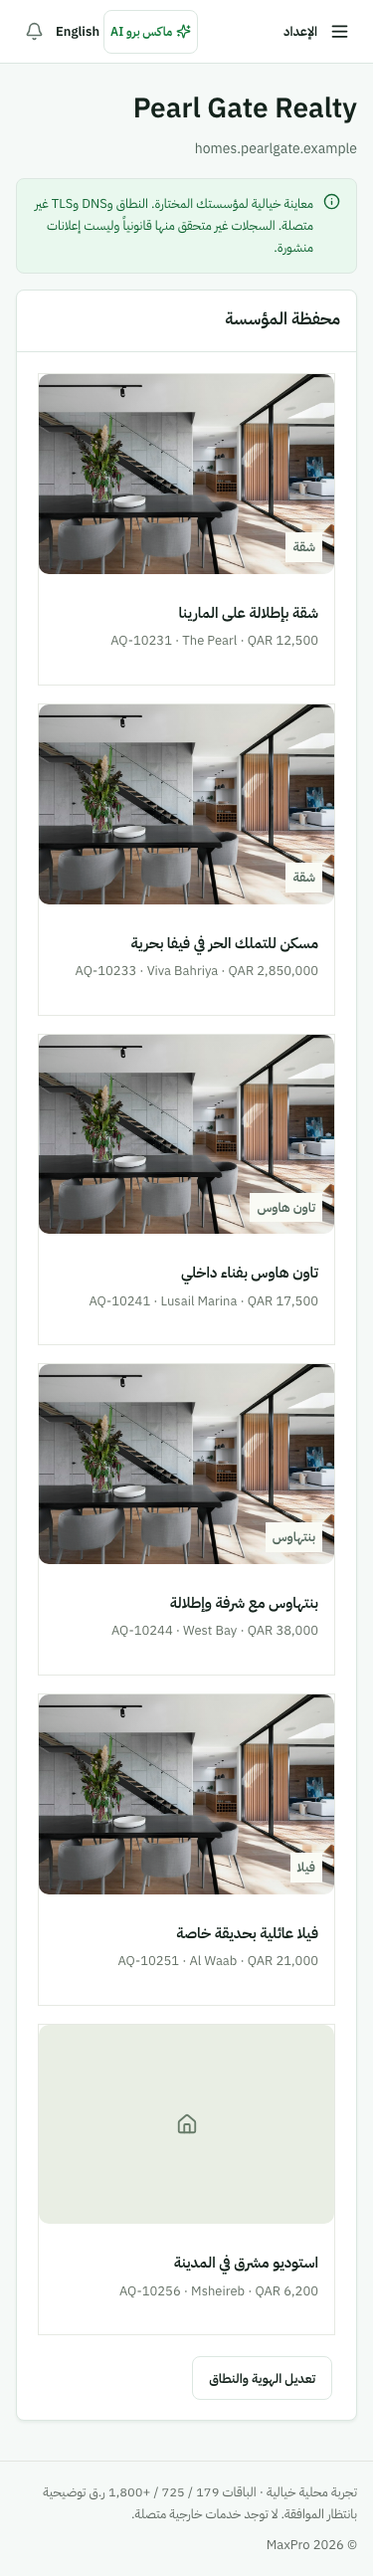 الإعداد
ماكس برو AI
English
Pearl Gate Realty
homes.pearlgate.example
معاينة خيالية لمؤسستك المختارة. النطاق وDNS وTLS غير
متصلة. السجلات غير متحقق منها قانونياً وليست إعلانات
منشورة.
محفظة المؤسسة
شقة
شقة بإطلالة على المارينا
AQ-10231 · The Pearl · QAR 12,500
شقة
مسكن للتملك الحر في فيفا بحرية
AQ-10233 · Viva Bahriya · QAR 2,850,000
تاون هاوس
تاون هاوس بفناء داخلي
AQ-10241 · Lusail Marina · QAR 17,500
بنتهاوس
بنتهاوس مع شرفة وإطلالة
AQ-10244 · West Bay · QAR 38,000
فيلا
فيلا عائلية بحديقة خاصة
AQ-10251 · Al Waab · QAR 21,000
استوديو مشرق في المدينة
AQ-10256 · Msheireb · QAR 6,200
تعديل الهوية والنطاق
تجربة محلية خيالية · الباقات 179 / 725 / +1,800 ر.ق توضيحية
بانتظار الموافقة. لا توجد خدمات خارجية متصلة.
© 2026 MaxPro